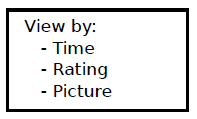 View by:
- Time
- Rating
- Picture